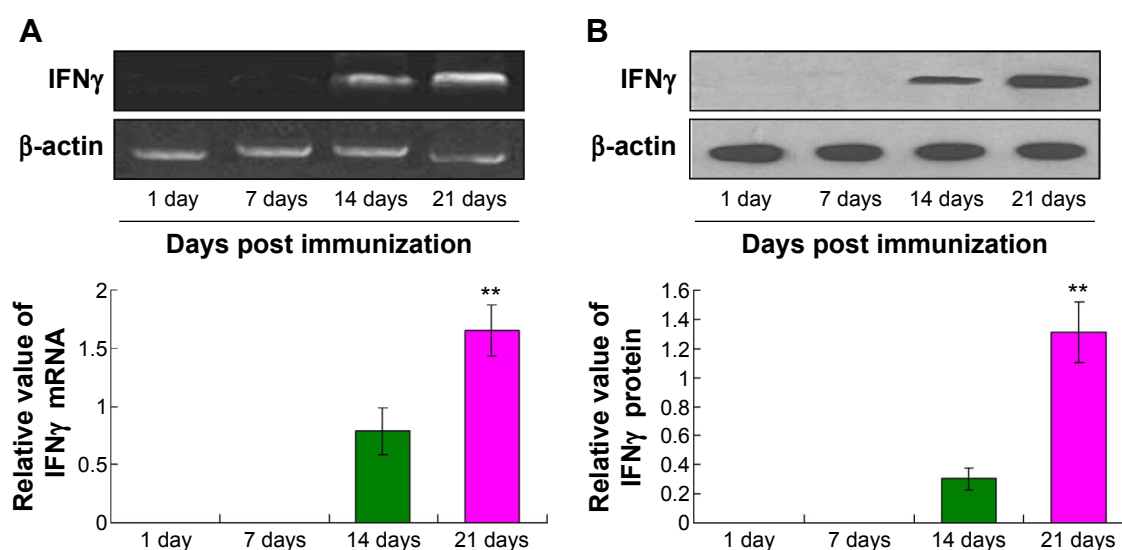 A
IFNγ
β-actin
1 day 7 days 14 days 21 days
Days post immunization
Relative value of
IFNγ mRNA
2
1.5
1
0.5
0
**
1 day 7 days 14 days 21 days
B
IFNγ
β-actin
1 day 7 days 14 days 21 days
Days post immunization
Relative value of
IFNγ protein
1.6
1.4
1.2
1
0.8
0.6
0.4
0.2
0
**
1 day 7 days 14 days 21 days